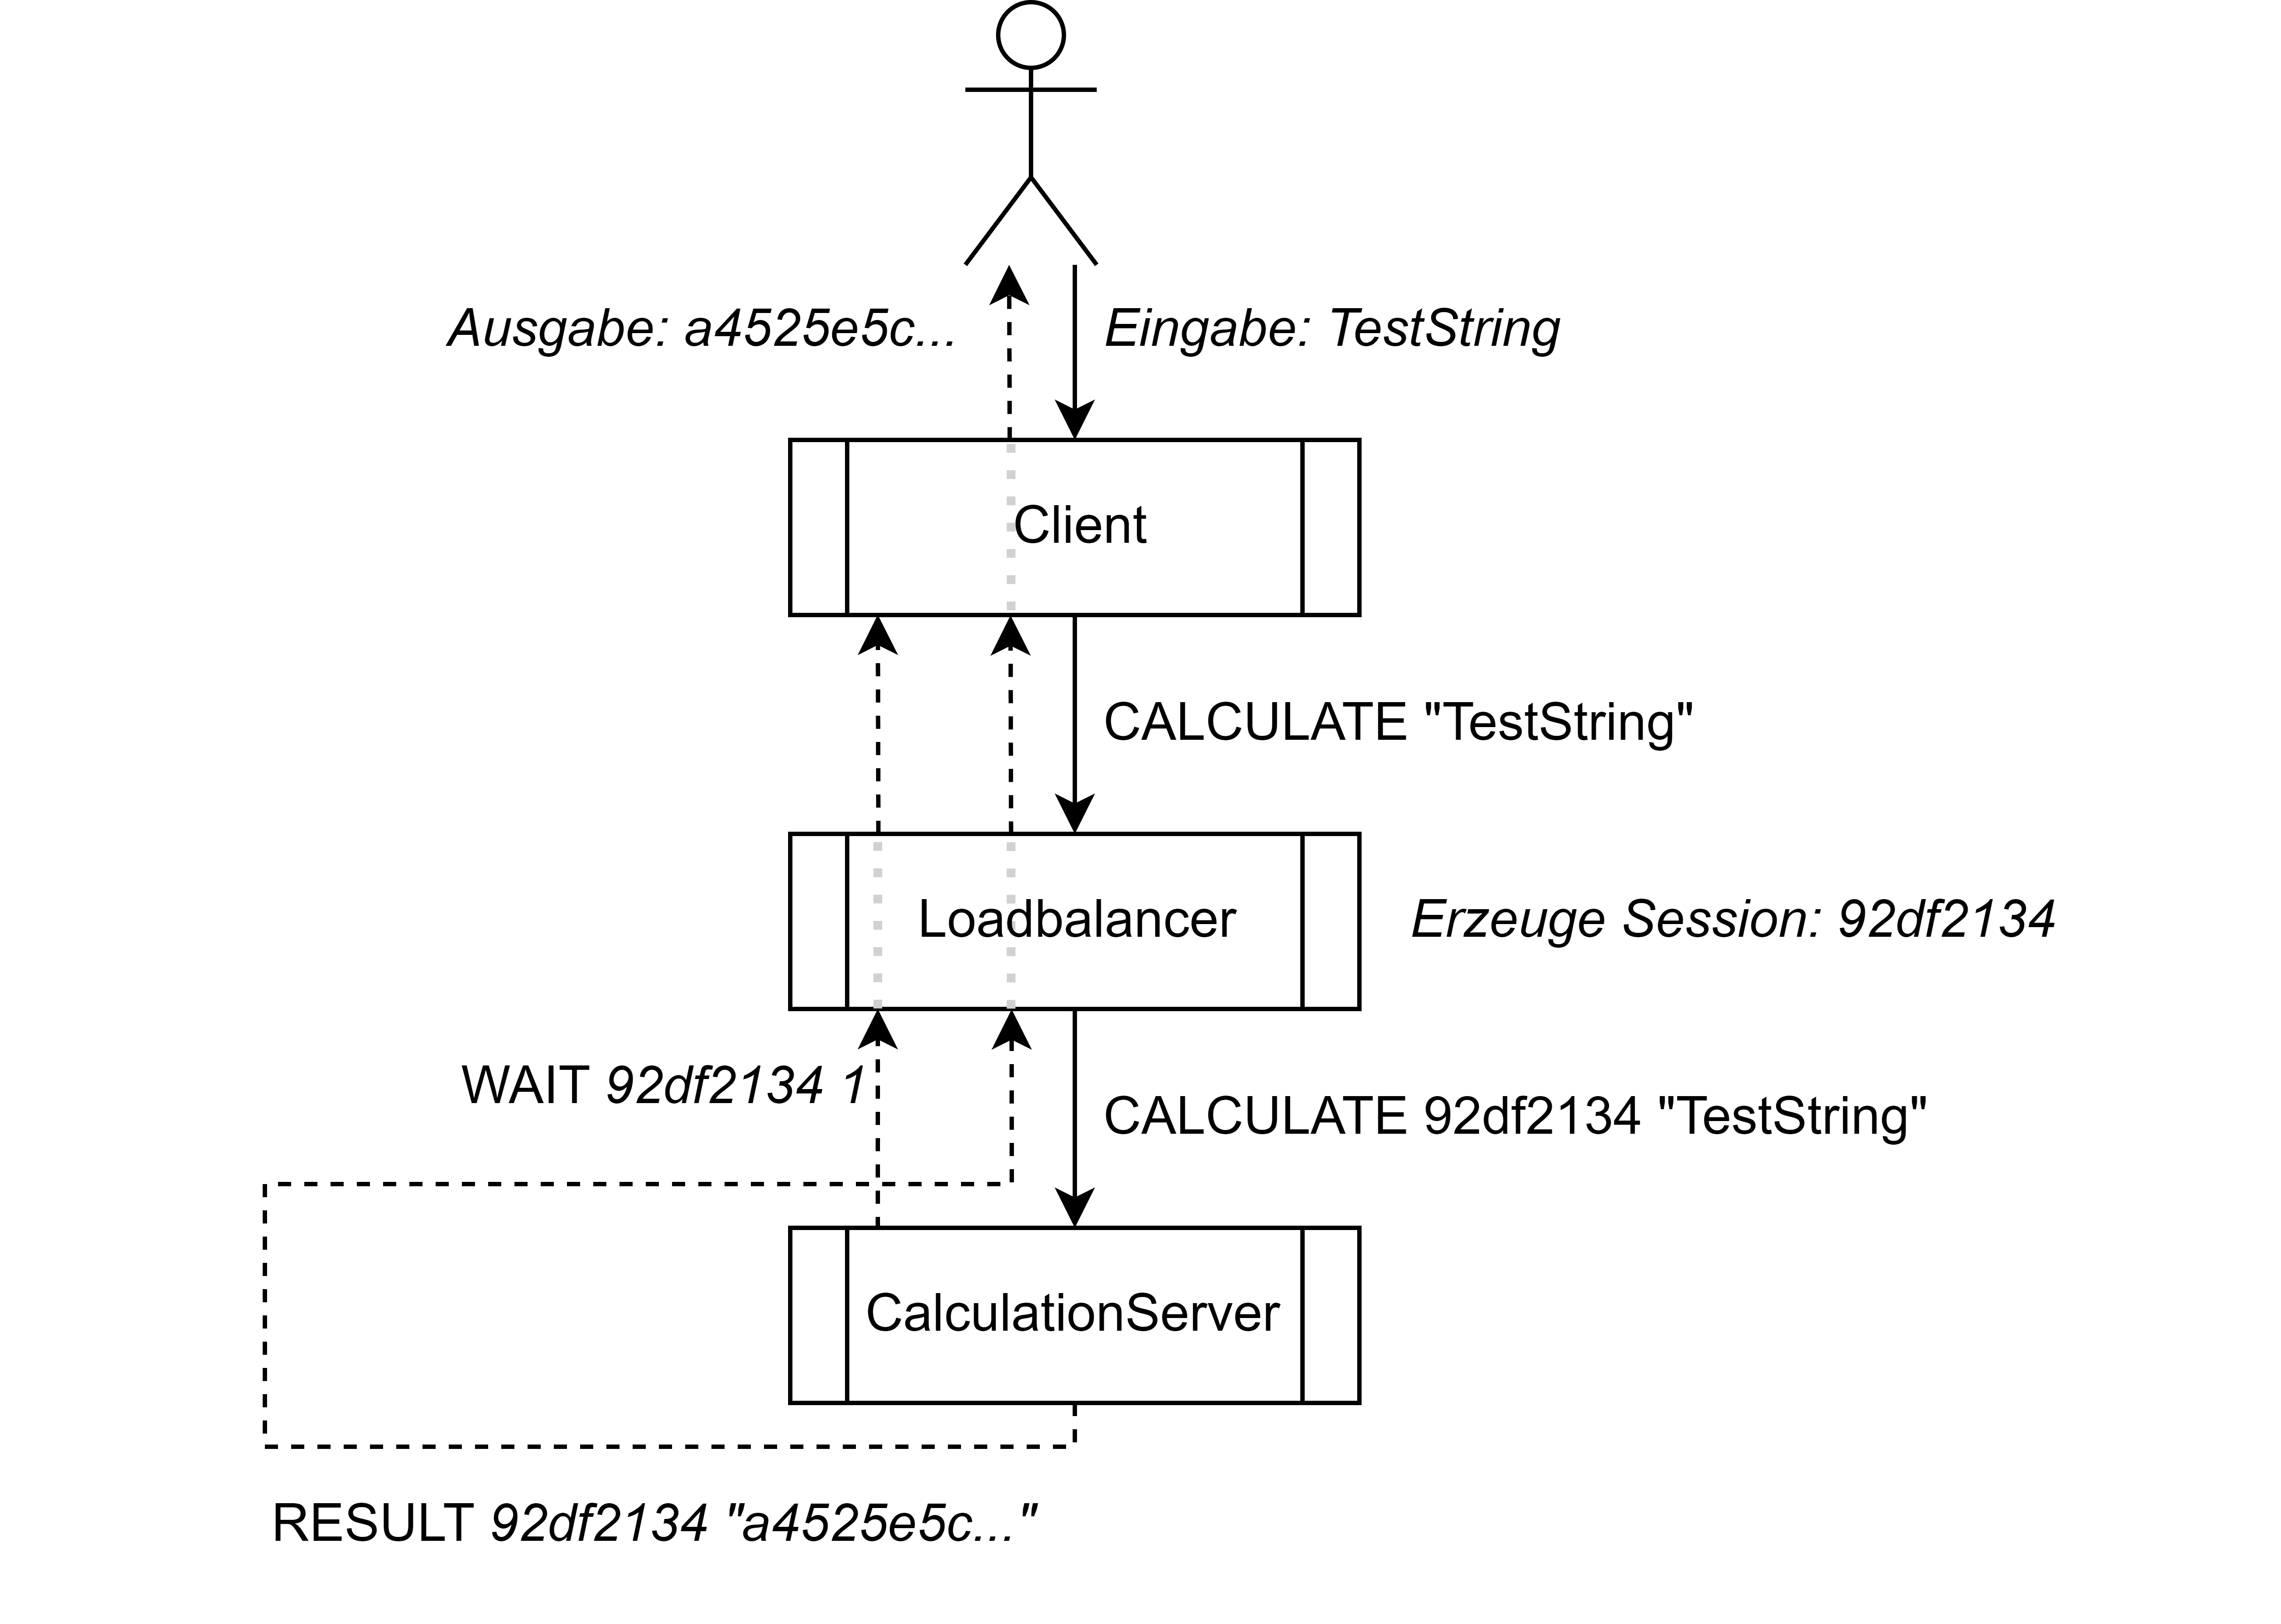 Ausgabe: a4525e5c...
Eingabe: TestString
Client
CALCULATE "TestString"
Loadbalancer
Erzeuge Session: 92df2134
WAIT 92df2134 1
CALCULATE 92df2134 "TestString"
CalculationServer
RESULT 92df2134 "a4525e5c..."